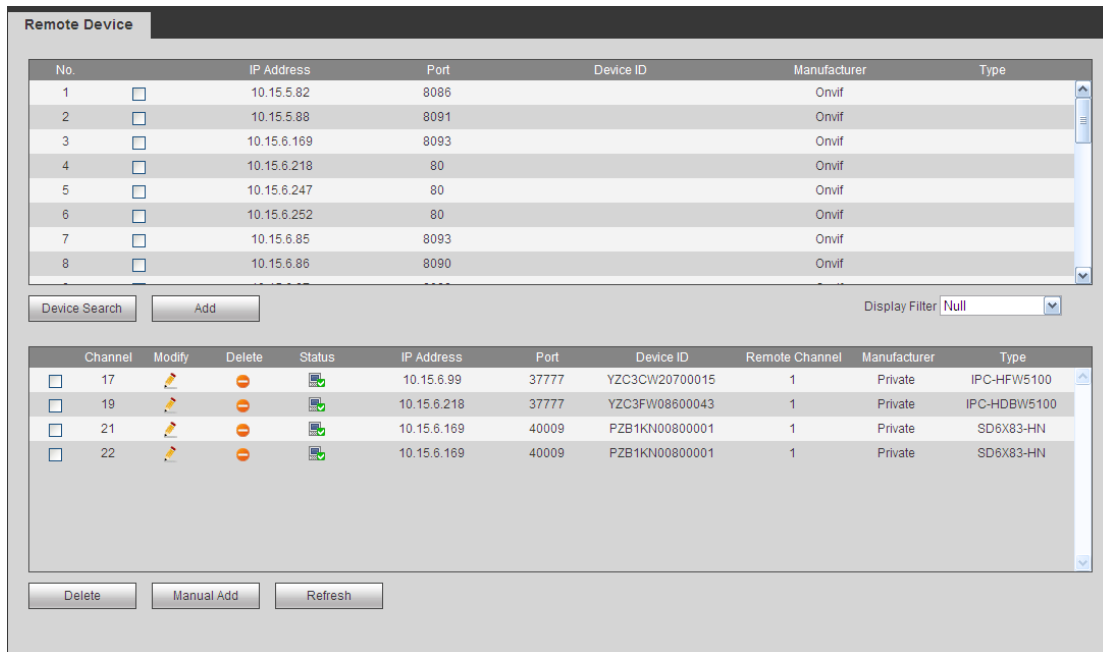 Remote Device
No. IP Address Port Device ID Manufacturer Type
1 10.15.5.82 8086 Onvif
2 10.15.5.88 8091 Onvif
3 10.15.6.169 8093 Onvif
4 10.15.6.218 80 Onvif
5 10.15.6.247 80 Onvif
6 10.15.6.252 80 Onvif
7 10.15.6.85 8093 Onvif
8 10.15.6.86 8090 Onvif
Device Search Add Display Filter Null
Channel Modify Delete Status IP Address Port Device ID Remote Channel Manufacturer Type
17 10.15.6.99 37777 YZC3CW20700015 1 Private IPC-HFW5100
19 10.15.6.218 37777 YZC3FW08600043 1 Private IPC-HDBW5100
21 10.15.6.169 40009 PZB1KN00800001 1 Private SD6X83-HN
22 10.15.6.169 40009 PZB1KN00800001 1 Private SD6X83-HN
Delete Manual Add Refresh